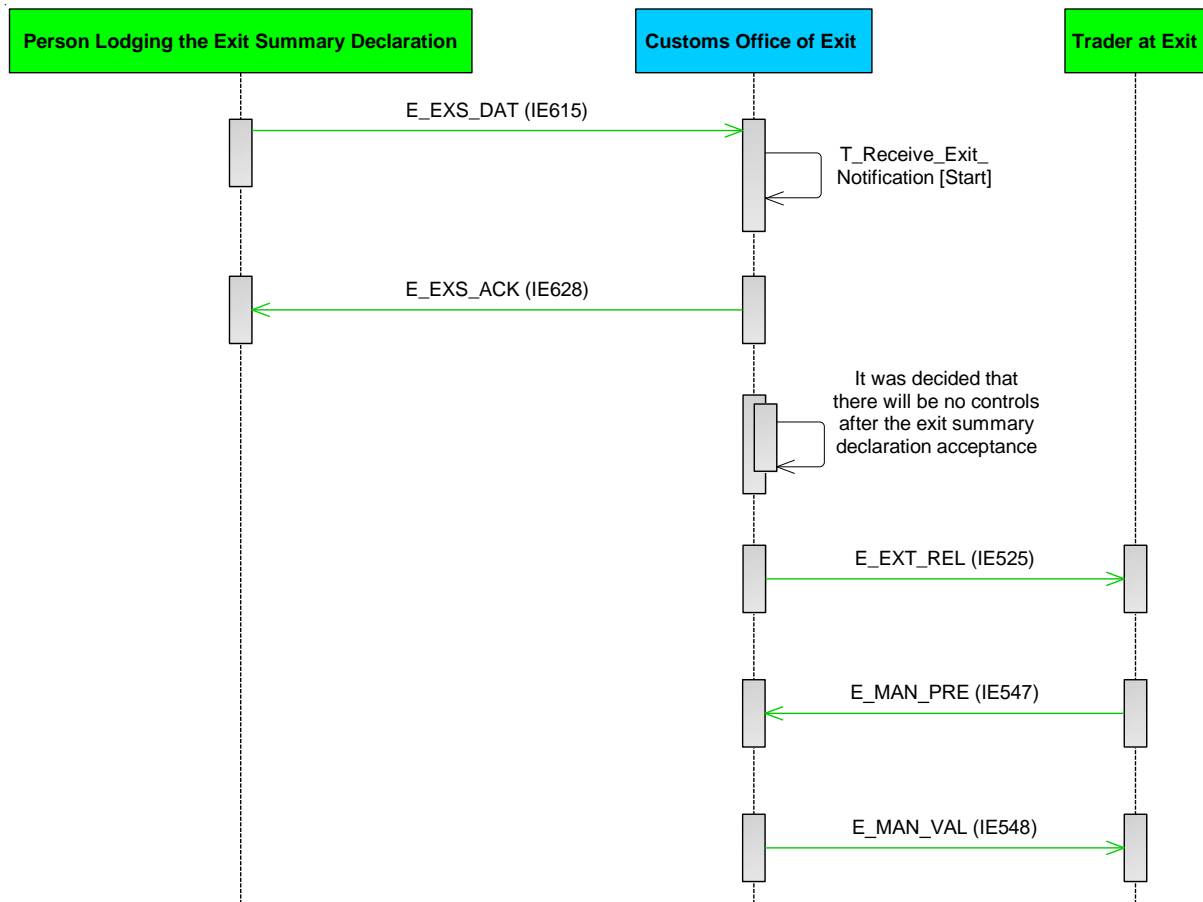 Person Lodging the Exit Summary Declaration
Customs Office of Exit
Trader at Exit
E_EXS_DAT (IE615)
T_Receive_Exit_
Notification [Start]
E_EXS_ACK (IE628)
It was decided that
there will be no controls
after the exit summary
declaration acceptance
E_EXT_REL (IE525)
E_MAN_PRE (IE547)
E_MAN_VAL (IE548)